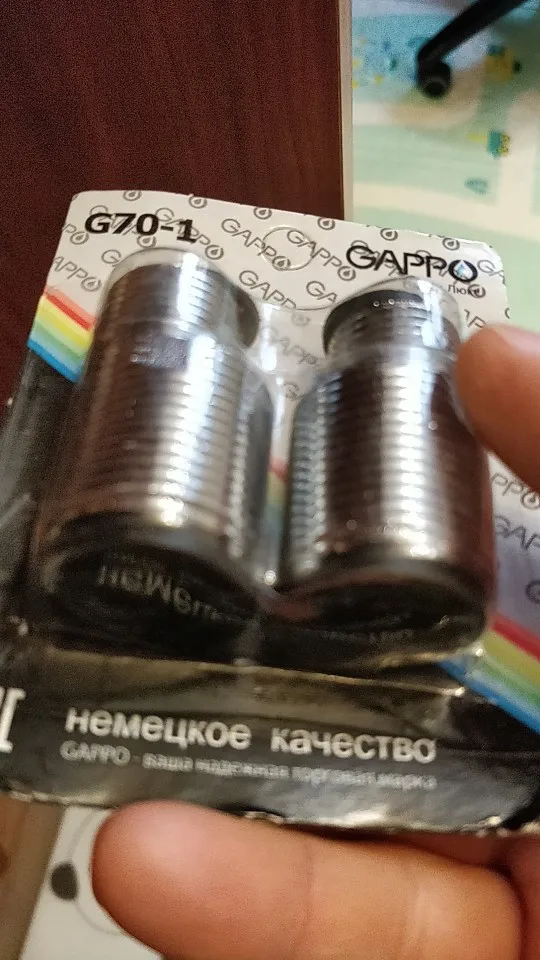 G70-1
GAPPO
немецкое качество
GAPPO - ваша надежная торговая марка